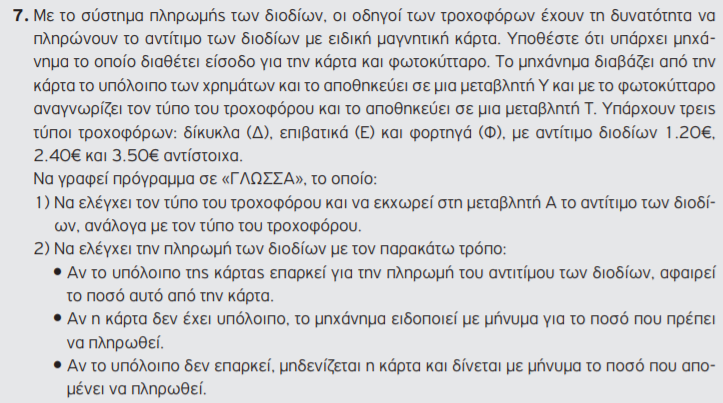 7. Με το σύστημα πληρωμής των διοδίων, οι οδηγοί των τροχοφόρων έχουν τη δυνατότητα να
πληρώνουν το αντίτιμο των διοδίων με ειδική μαγνητική κάρτα. Υποθέστε ότι υπάρχει μηχά-
νημα το οποίο διαθέτει είσοδο για την κάρτα και φωτοκύτταρο. Το μηχάνημα διαβάζει από την
κάρτα το υπόλοιπο των χρημάτων και το αποθηκεύει σε μια μεταβλητή Υ και με το φωτοκύτταρο
αναγνωρίζει τον τύπο του τροχοφόρου και το αποθηκεύει σε μια μεταβλητή Τ. Υπάρχουν τρεις
τύποι τροχοφόρων: δίκυκλα (Δ), επιβατικά (Ε) και φορτηγά (Φ), με αντίτιμο διοδίων 1.20€,
2.40€ και 3.50€ αντίστοιχα.
Να γραφεί πρόγραμμα σε «ΓΛΩΣΣΑ», το οποίο:
1) Να ελέγχει τον τύπο του τροχοφόρου και να εκχωρεί στη μεταβλητή Α το αντίτιμο των διοδί-
ων, ανάλογα με τον τύπο του τροχοφόρου.
2) Να ελέγχει την πληρωμή των διοδίων με τον παρακάτω τρόπο:
• Αν το υπόλοιπο της κάρτας επαρκεί για την πληρωμή του αντιτίμου των διοδίων, αφαιρεί
το ποσό αυτό από την κάρτα.
• Αν η κάρτα δεν έχει υπόλοιπο, το μηχάνημα ειδοποιεί με μήνυμα για το ποσό που πρέπει
να πληρωθεί.
• Αν το υπόλοιπο δεν επαρκεί, μηδενίζεται η κάρτα και δίνεται με μήνυμα το ποσό που απο-
μένει να πληρωθεί.